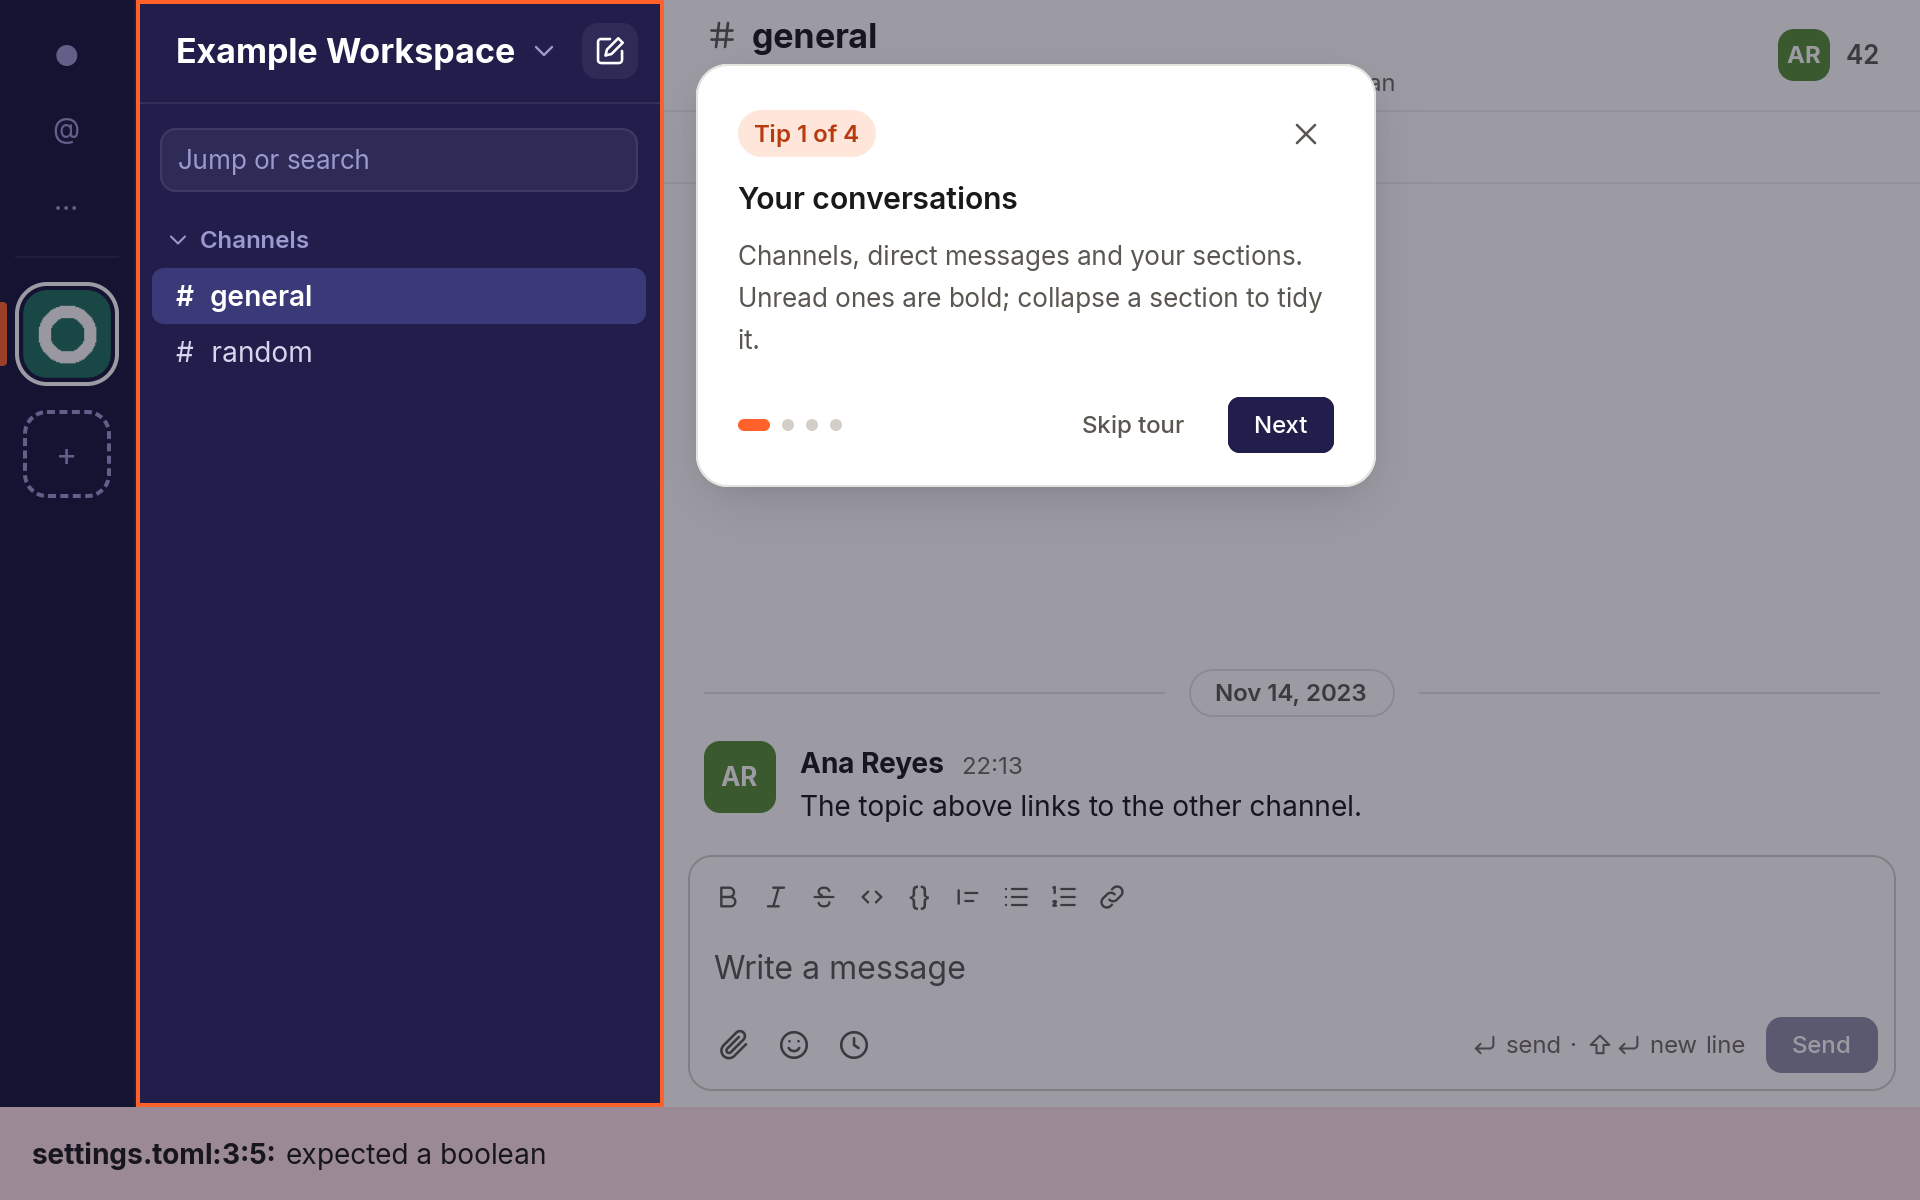 Example Workspace
@
...
Jump or search
Channels
# general
# random
+
# general
an
AR 42
Tip 1 of 4
Your conversations
Channels, direct messages and your sections.
Unread ones are bold; collapse a section to tidy
it.
Skip tour
Next
Nov 14, 2023
AR
Ana Reyes 22:13
The topic above links to the other channel.
Write a message
send · new line
Send
settings.toml:3:5: expected a boolean